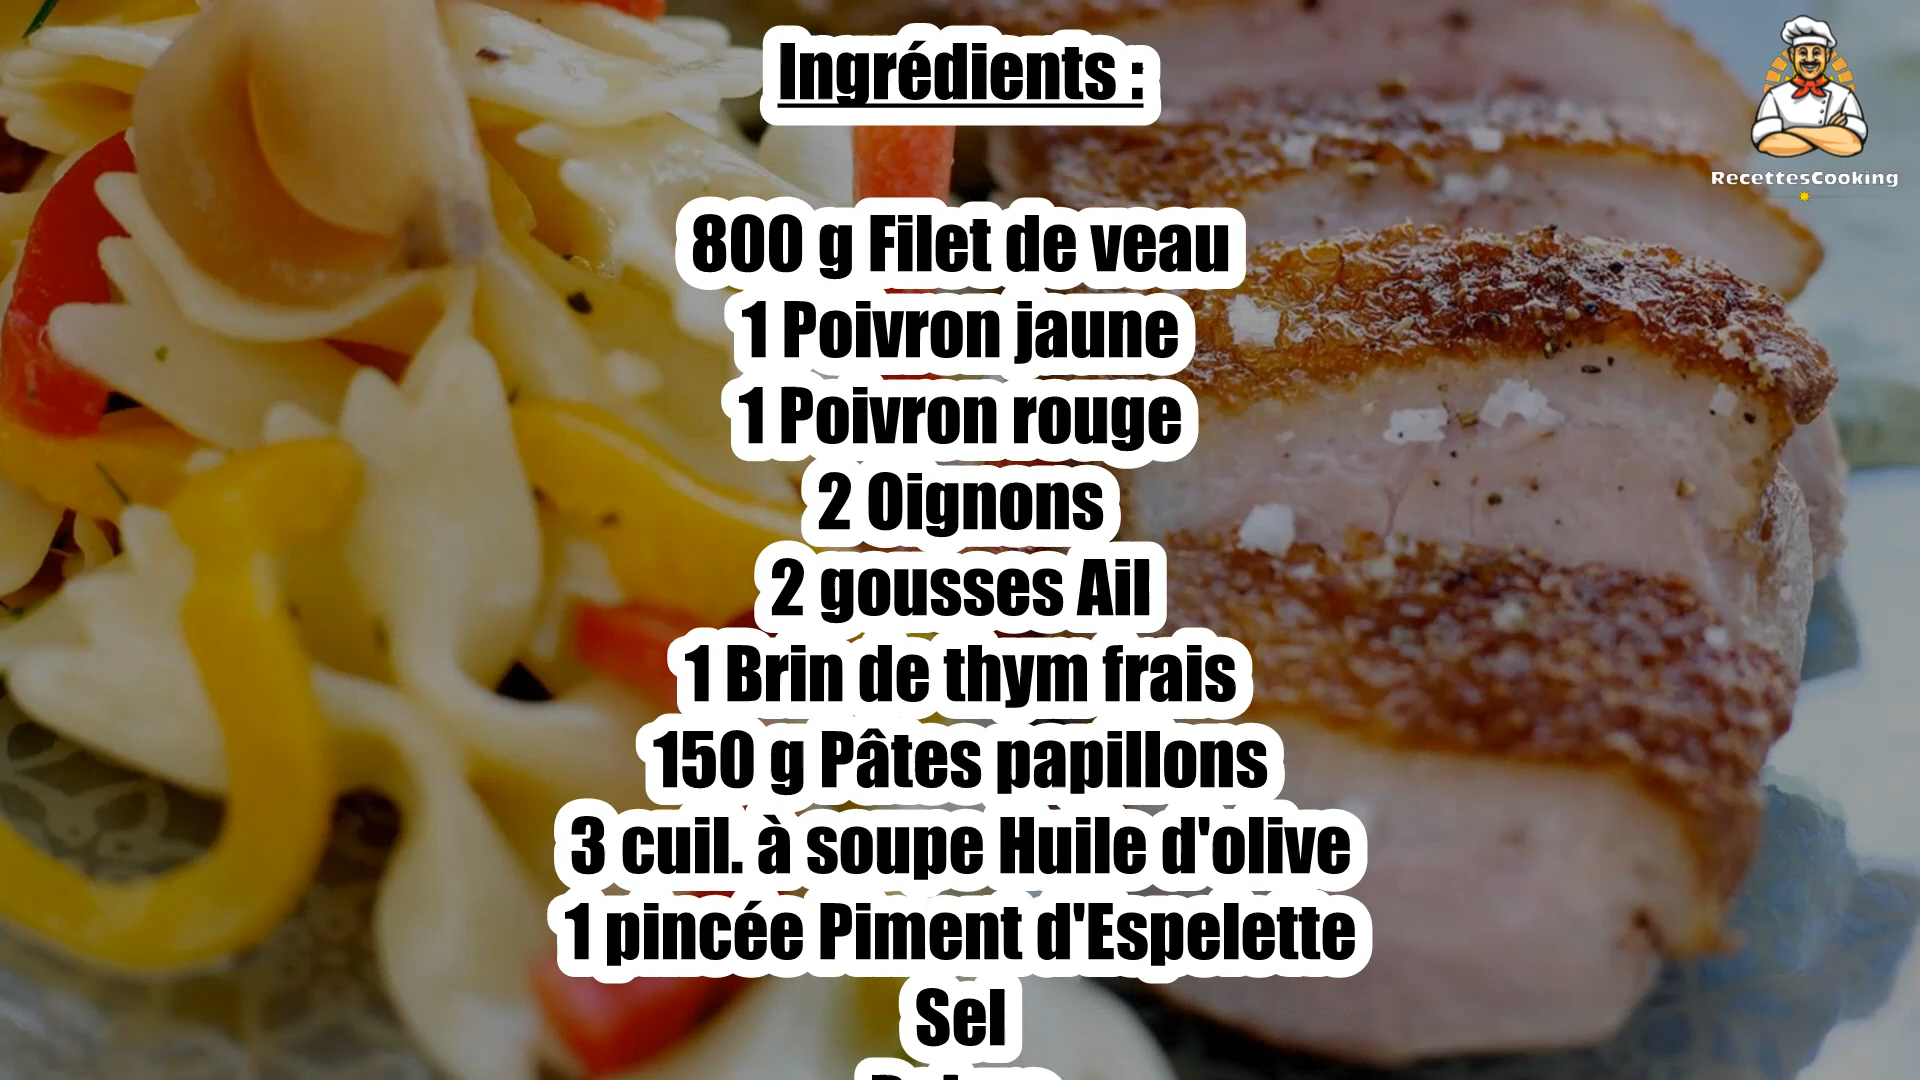 Ingrédients :
RecettesCooking
800 g Filet de veau
1 Poivron jaune
1 Poivron rouge
2 Oignons
2 gousses Ail
1 Brin de thym frais
150 g Pâtes papillons
3 cuil. à soupe Huile d'olive
1 pincée Piment d'Espelette
Sel